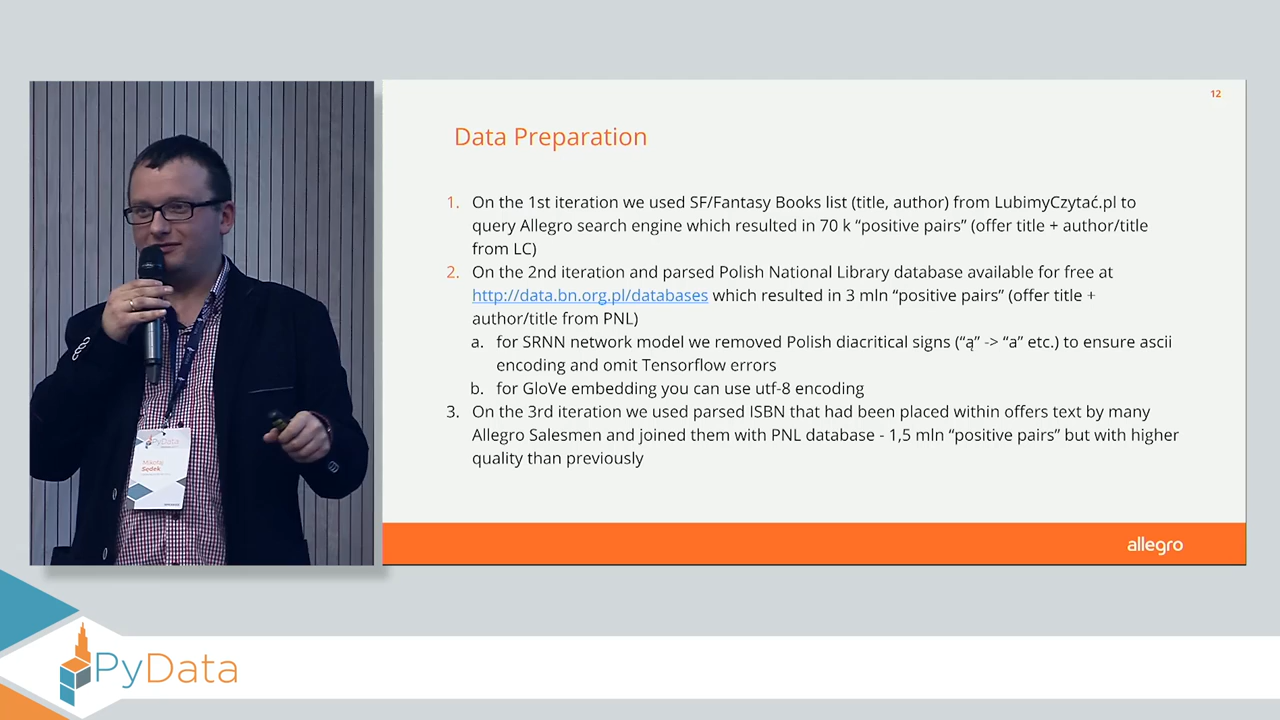 12
Data Preparation
1. On the 1st iteration we used SF/Fantasy Books list (title, author) from LubimyCzytać.pl to
query Allegro search engine which resulted in 70 k “positive pairs” (offer title + author/title
from LC)
2. On the 2nd iteration and parsed Polish National Library database available for free at
http://data.bn.org.pl/databases which resulted in 3 mln “positive pairs” (offer title +
author/title from PNL)
a. for SRNN network model we removed Polish diacritical signs (“ą” -> “a” etc.) to ensure ascii
encoding and omit Tensorflow errors
b. for GloVe embedding you can use utf-8 encoding
3. On the 3rd iteration we used parsed ISBN that had been placed within offers text by many
Allegro Salesmen and joined them with PNL database - 1,5 mln “positive pairs” but with higher
quality than previously
allegro
PyData
Mikołaj
Sędek
PyData